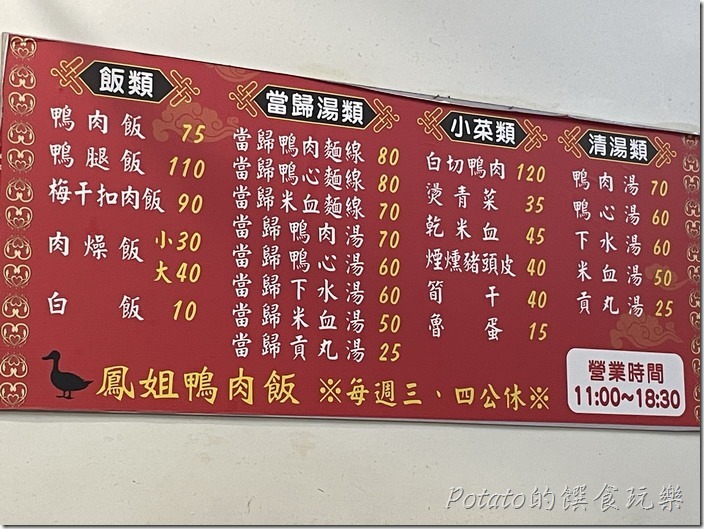 飯類
鴨肉飯 75
鴨腿飯 110
梅干扣肉飯 90
肉燥飯 小30
大40
白飯 10
當歸湯類
當歸鴨肉麵線 80
當歸鴨心麵線 80
當歸米血麵線 70
當歸鴨肉湯 70
當歸鴨心湯 60
當歸下水湯 60
當歸米血湯 50
當歸貢丸湯 25
小菜類
白切鴨肉 120
燙青菜 35
乾米血 45
煙燻豬頭皮 40
筍干 40
魯蛋 15
清湯類
鴨肉湯 70
鴨心湯 60
下水湯 60
米血湯 50
貢丸湯 25
鳳姐鴨肉飯 ※每週三、四公休※
營業時間
11:00~18:30
Potato的饌食玩樂